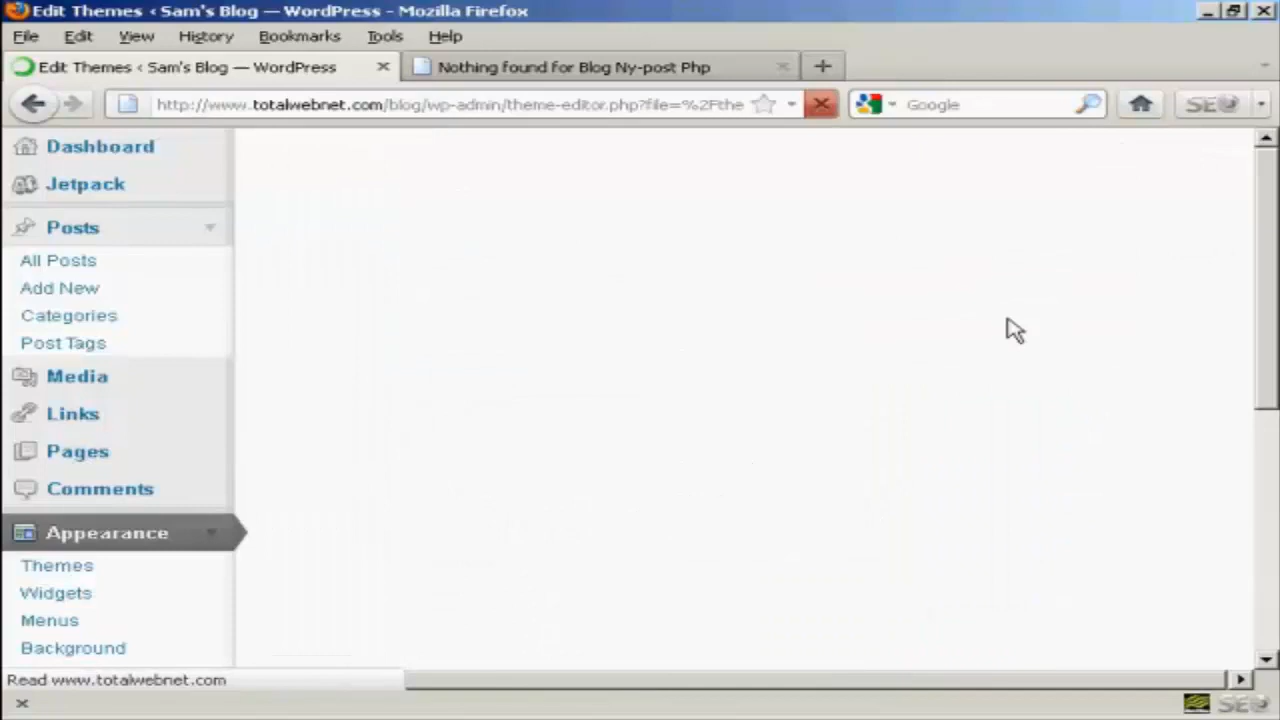 Edit Themes ‹ Sam's Blog — WordPress - Mozilla Firefox
File Edit View History Bookmarks Tools Help
Edit Themes ‹ Sam's Blog — WordPress
Nothing found for Blog Ny-post Php
http://www.totalwebnet.com/blog/wp-admin/theme-editor.php?file=%2Fthe
Google
SEO
Dashboard
Jetpack
Posts
All Posts
Add New
Categories
Post Tags
Media
Links
Pages
Comments
Appearance
Themes
Widgets
Menus
Background
Read www.totalwebnet.com
SEO